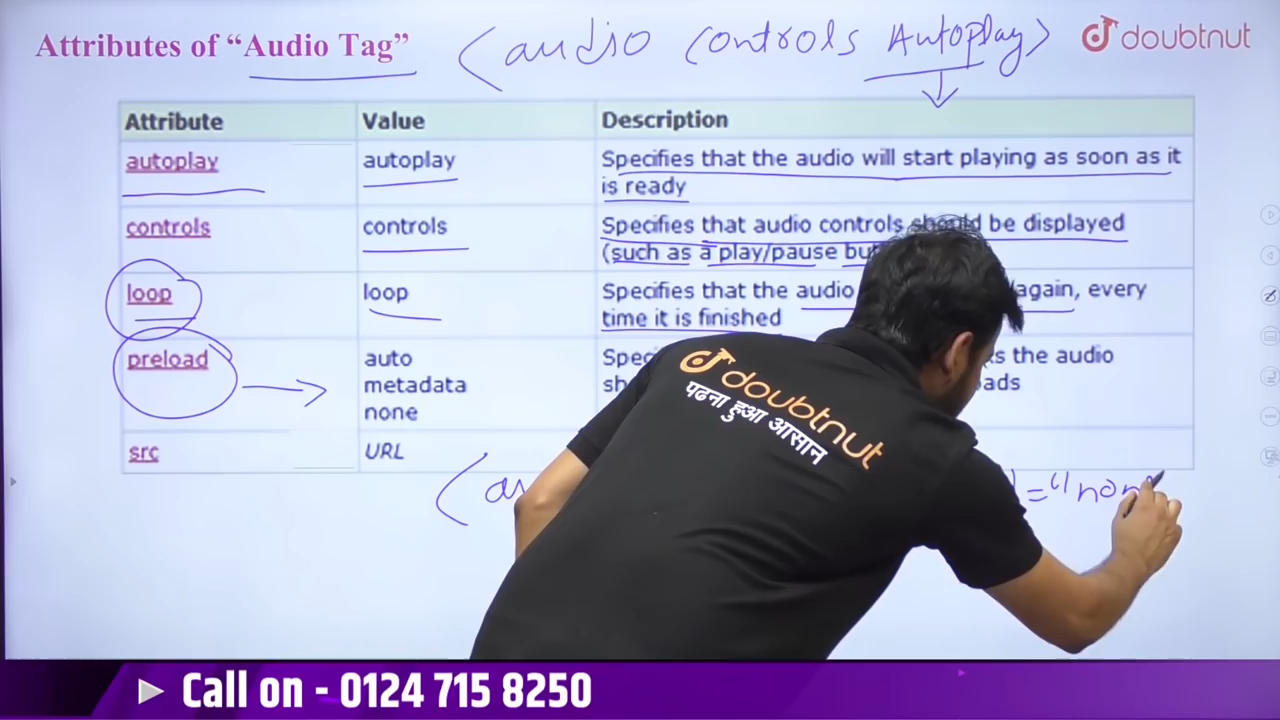 Attributes of “Audio Tag”
<audio controls Autoplay>
doubtnut
Attribute Value Description
autoplay autoplay Specifies that the audio will start playing as soon as it
is ready
controls controls Specifies that audio controls should be displayed
(such as a play/pause
loop loop Specifies that the audio again, every
time it is finished
preload auto the audio
metadata
none
src URL
="non
doubtnut
पढना हुआ आसान
Call on - 0124 715 8250